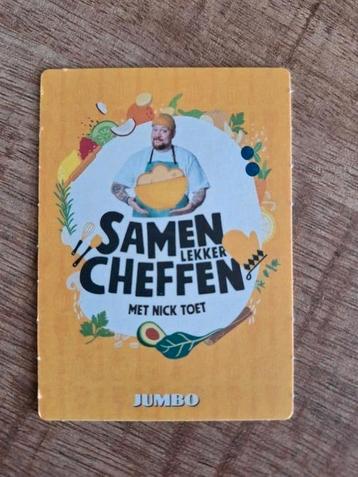 SAMEN
LEKKER
CHEFFEN
MET NICK TOET
JUMBO